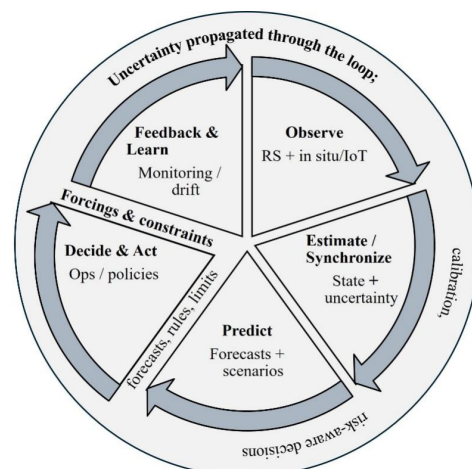 Uncertainty propagated through the loop;
calibration,
risk-aware decisions
Observe
RS + in situ/IoT
Estimate /
Synchronize
State +
uncertainty
Predict
Forecasts +
scenarios
forecasts, rules, limits
Decide & Act
Ops / policies
Forcings & constraints
Feedback &
Learn
Monitoring /
drift